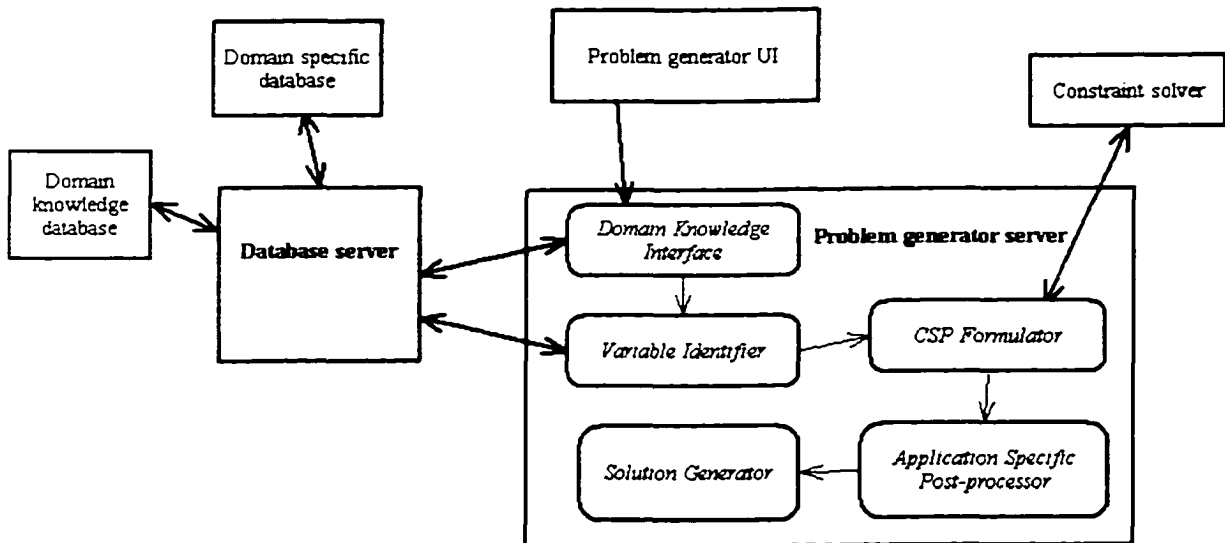 Domain specific
database
Problem generator UI
Constraint solver
Domain
knowledge
database
Database server
Domain Knowledge
Interface
Problem generator server
Variable Identifier
CSP Formulator
Solution Generator
Application Specific
Post-processor